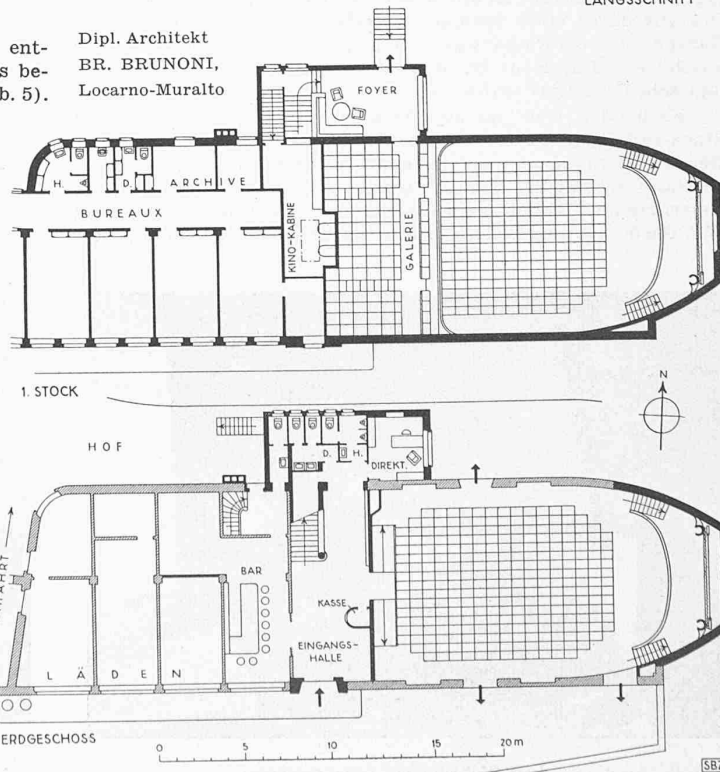 LÄNGSSCHNITT
ent-
s be-
b. 5).
Dipl. Architekt
BR. BRUNONI,
Locarno-Muralto
FOYER
H.
D.
ARCHIVE
BUREAUX
KINO-KABINE
GALERIE
1. STOCK
N
HOF
D.
H.
DIREKT.
BAR
KASSE
EINGANGS-
HALLE
LÄDEN
ERDGESCHOSS
0 5 10 15 20 m